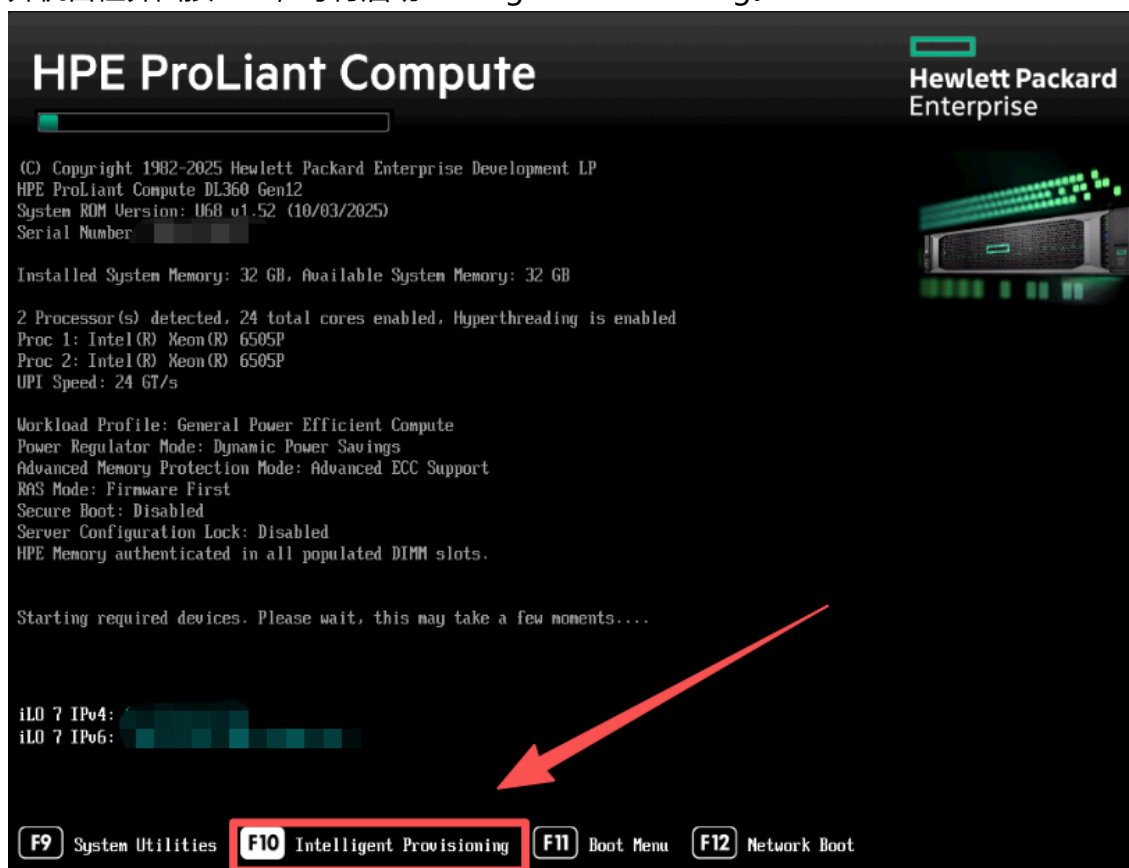 HPE ProLiant Compute
Hewlett Packard
Enterprise
(C) Copyright 1982-2025 Hewlett Packard Enterprise Development LP
HPE ProLiant Compute DL360 Gen12
System ROM Version: U68 v1.52 (10/03/2025)
Serial Number
Installed System Memory: 32 GB, Available System Memory: 32 GB
2 Processor(s) detected, 24 total cores enabled, Hyperthreading is enabled
Proc 1: Intel(R) Xeon(R) 6505P
Proc 2: Intel(R) Xeon(R) 6505P
UPI Speed: 24 GT/s
Workload Profile: General Power Efficient Compute
Power Regulator Mode: Dynamic Power Savings
Advanced Memory Protection Mode: Advanced ECC Support
RAS Mode: Firmware First
Secure Boot: Disabled
Server Configuration Lock: Disabled
HPE Memory authenticated in all populated DIMM slots.
Starting required devices. Please wait, this may take a few moments....
iLO 7 IPv4:
iLO 7 IPv6:
F9 System Utilities F10 Intelligent Provisioning F11 Boot Menu F12 Network Boot